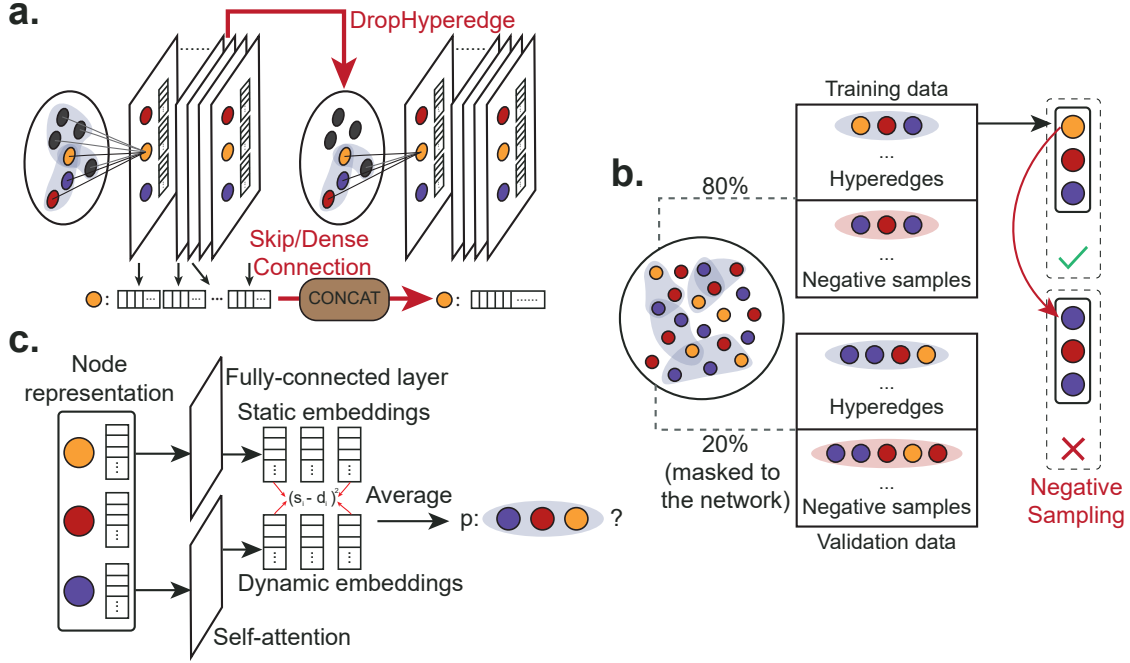 a.
DropHyperedge
......
......
Skip/Dense
Connection
... ... ... ...
CONCAT
: ......
b.
Training data
...
Hyperedges
...
Negative samples
80%
20%
(masked to
the network)
...
Hyperedges
...
Negative samples
Validation data
Negative
Sampling
c.
Node
representation
Fully-connected layer
Static embeddings
(sᵢ - dᵢ)²
Average
p: ?
Dynamic embeddings
Self-attention